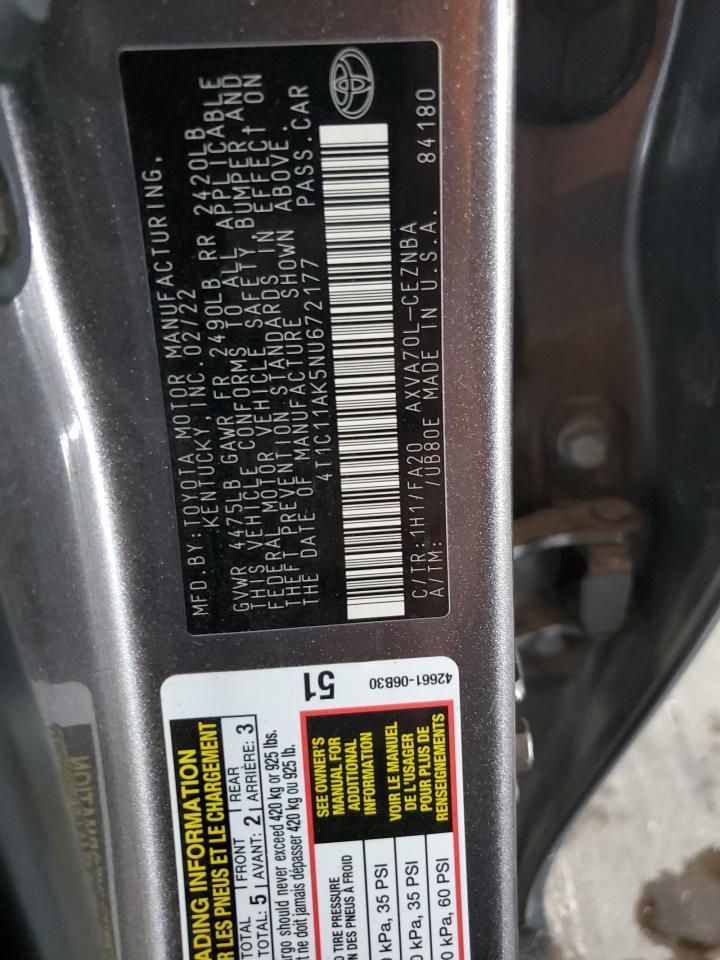 MFD. BY: TOYOTA MOTOR MANUFACTURING,
KENTUCKY INC. 02/22
GVWR 4475LB GAWR FR 2490LB RR 2420LB
THIS VEHICLE CONFORMS TO ALL APPLICABLE
FEDERAL MOTOR VEHICLE SAFETY, BUMPER AND
THEFT PREVENTION STANDARDS IN EFFECT ON
THE DATE OF MANUFACTURE SHOWN ABOVE.
4T1C11AK5NU672177 PASS. CAR
C/TR: 1H1/FA20 AXVA70L-CEZNBA
A/TM: /UB80E MADE IN U.S.A. 84180
51
42661-06B30
ADING INFORMATION
R LES PNEUS ET LE CHARGEMENT
TOTAL 5 FRONT 2 REAR 3
TOTAL: AVANT: ARRIÈRE:
argo should never exceed 420 kg or 925 lbs.
t ne doit jamais dépasser 420 kg ou 925 lb.
SEE OWNER'S
MANUAL FOR
ADDITIONAL
INFORMATION
VOIR LE MANUEL
DE L'USAGER
POUR PLUS DE
RENSEIGNEMENTS
TIRE PRESSURE
ON DES PNEUS À FROID
0 kPa, 35 PSI
0 kPa, 35 PSI
0 kPa, 60 PSI